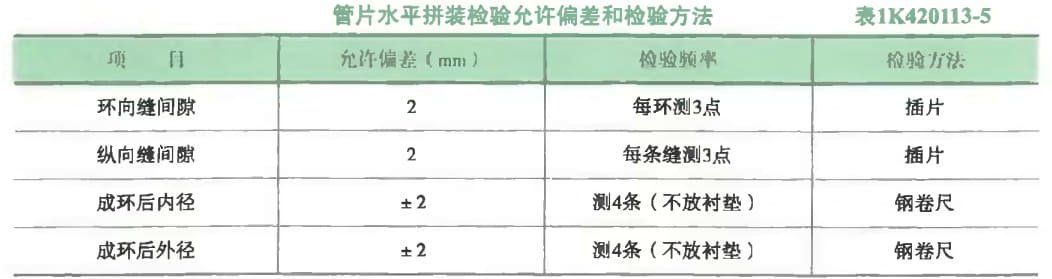 管片水平拼装检验允许偏差和检验方法 表1K420113-5
项 目 允许偏差（mm） 检验频率 检验方法
环向缝间隙 2 每环测3点 插片
纵向缝间隙 2 每条缝测3点 插片
成环后内径 ±2 测4条（不放衬垫） 钢卷尺
成环后外径 ±2 测4条（不放衬垫） 钢卷尺